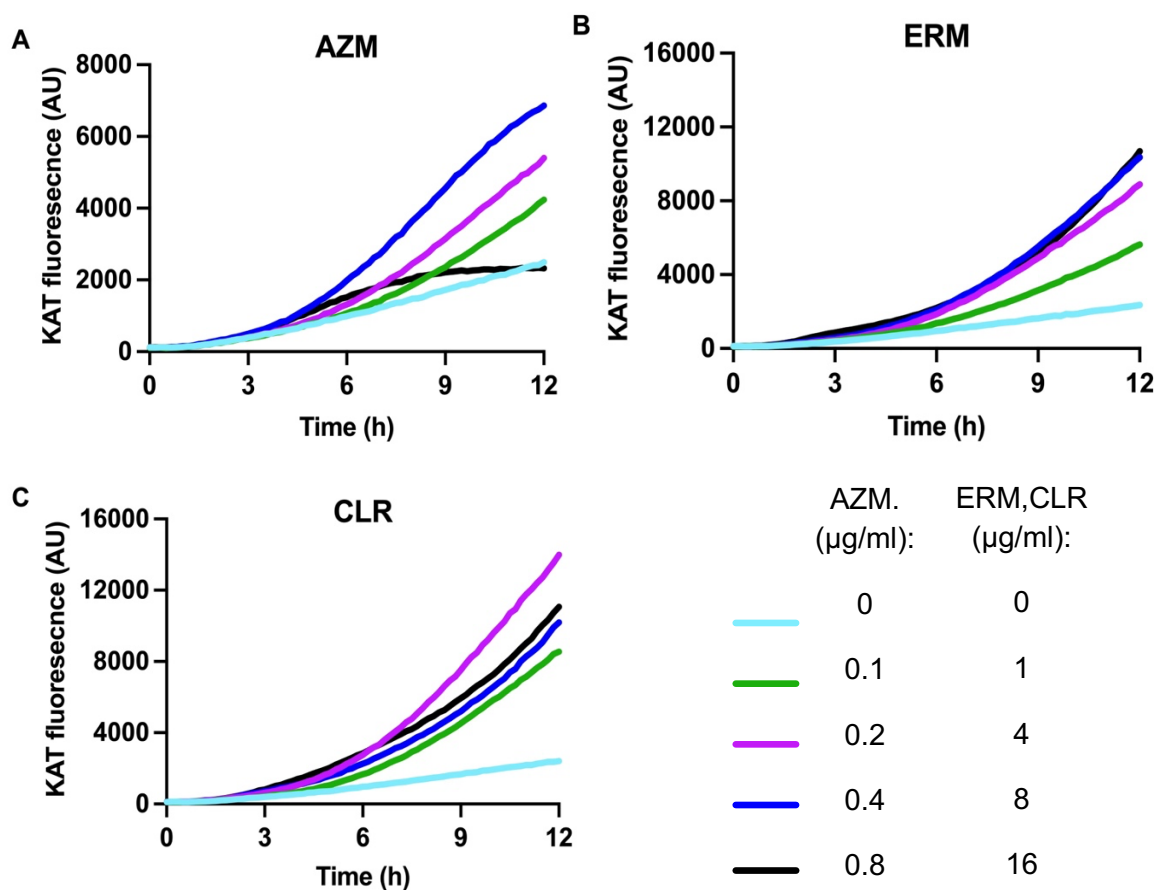 A
AZM
KAT fluoresecnce (AU)
8000
6000
4000
2000
0
0 3 6 9 12
Time (h)
B
ERM
KAT fluoresecnce (AU)
16000
12000
8000
4000
0
0 3 6 9 12
Time (h)
C
CLR
KAT fluoresecnce (AU)
16000
12000
8000
4000
0
0 3 6 9 12
Time (h)
AZM. ERM,CLR
(µg/ml): (µg/ml):
0 0
0.1 1
0.2 4
0.4 8
0.8 16